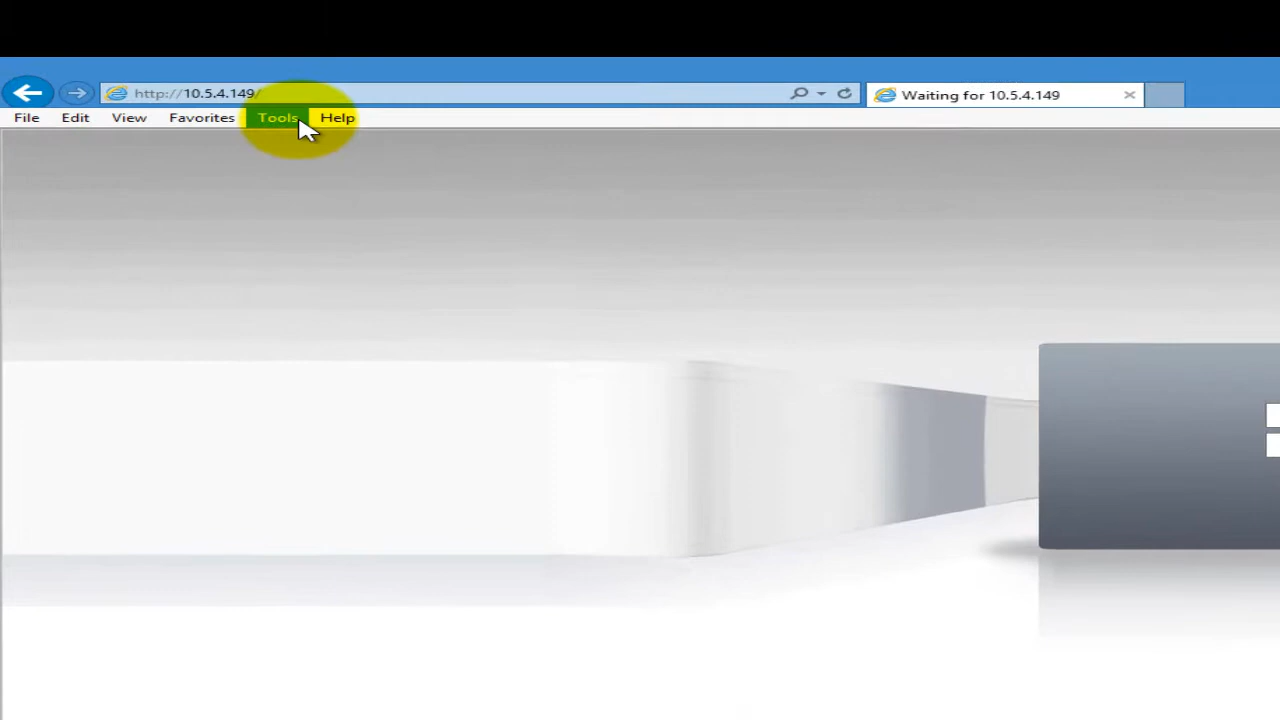 http://10.5.4.149/
Waiting for 10.5.4.149
File Edit View Favorites Tools Help